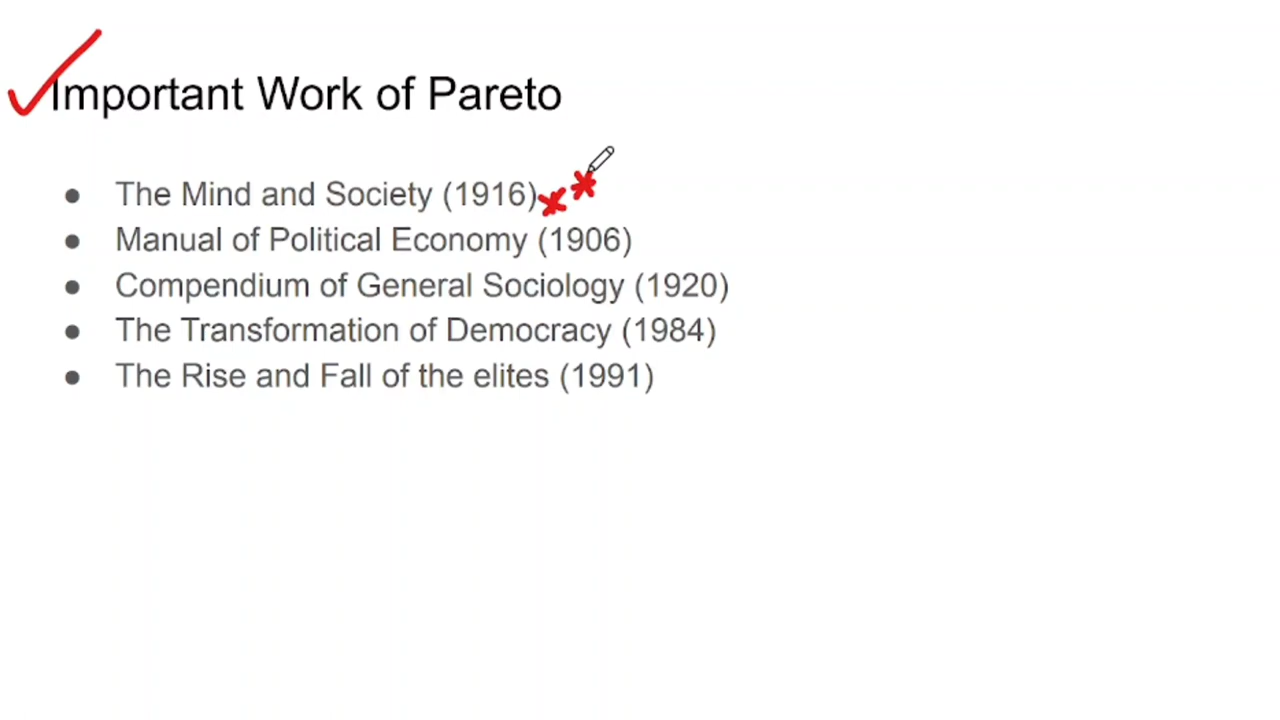 Important Work of Pareto
● The Mind and Society (1916)
● Manual of Political Economy (1906)
● Compendium of General Sociology (1920)
● The Transformation of Democracy (1984)
● The Rise and Fall of the elites (1991)